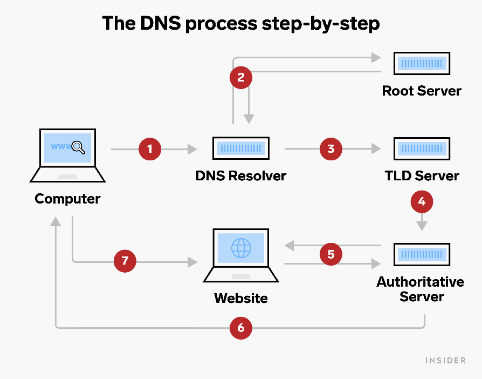 The DNS process step-by-step
2
Root Server
www
1
3
DNS Resolver
TLD Server
Computer
4
5
7
Website
Authoritative
Server
6
INSIDER